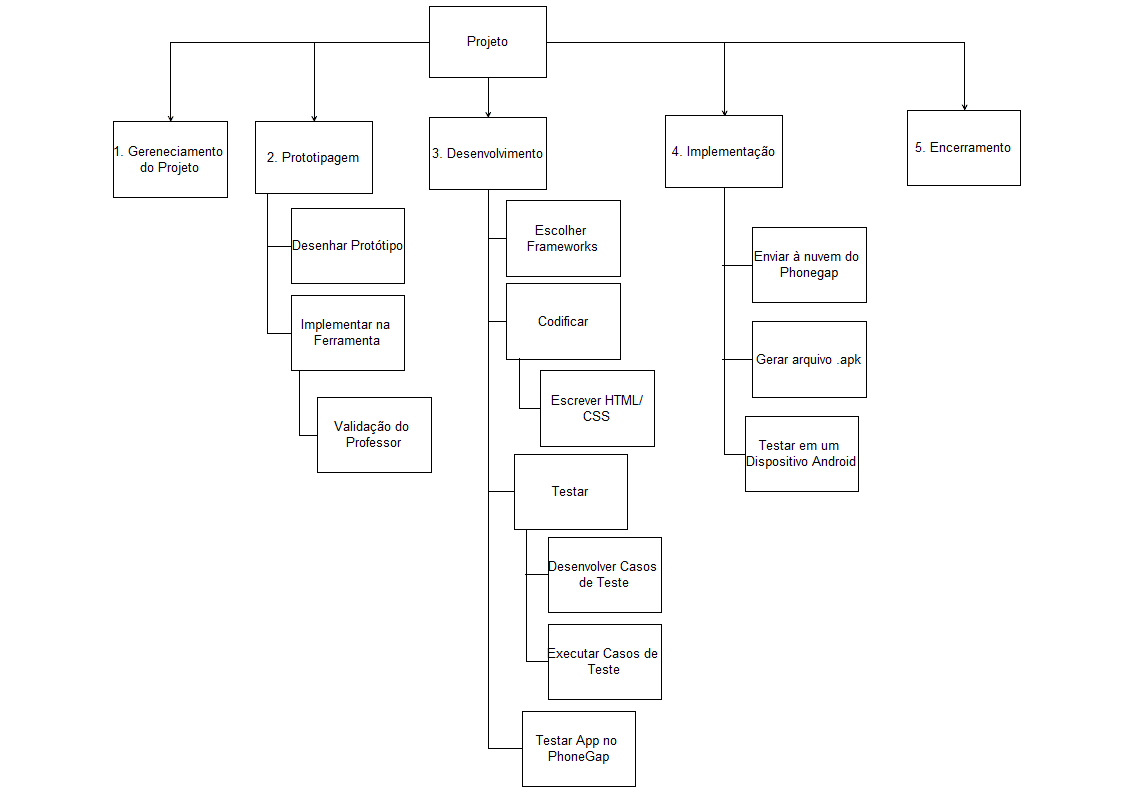 Projeto
1. Gereneciamento
do Projeto
2. Prototipagem
3. Desenvolvimento
4. Implementação
5. Encerramento
Desenhar Protótipo
Implementar na
Ferramenta
Validação do
Professor
Escolher
Frameworks
Codificar
Escrever HTML/
CSS
Testar
Desenvolver Casos
de Teste
Executar Casos de
Teste
Testar App no
PhoneGap
Enviar à nuvem do
Phonegap
Gerar arquivo .apk
Testar em um
Dispositivo Android